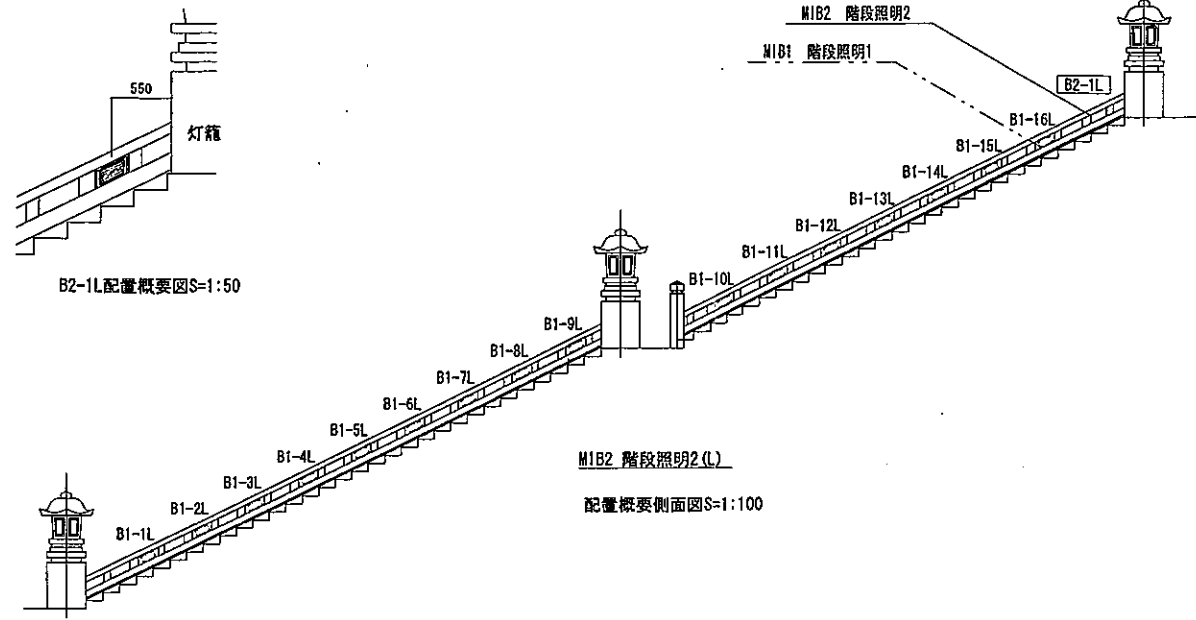 MIB2 階段照明2
MIB1 階段照明1
550
灯籠
B2-1L
B1-16L
B1-15L
B1-14L
B1-13L
B1-12L
B1-11L
B1-10L
B2-1L配置概要図S=1:50
B1-9L
B1-8L
B1-7L
B1-6L
B1-5L
B1-4L
B1-3L
B1-2L
B1-1L
MIB2 階段照明2(L)
配置概要側面図S=1:100